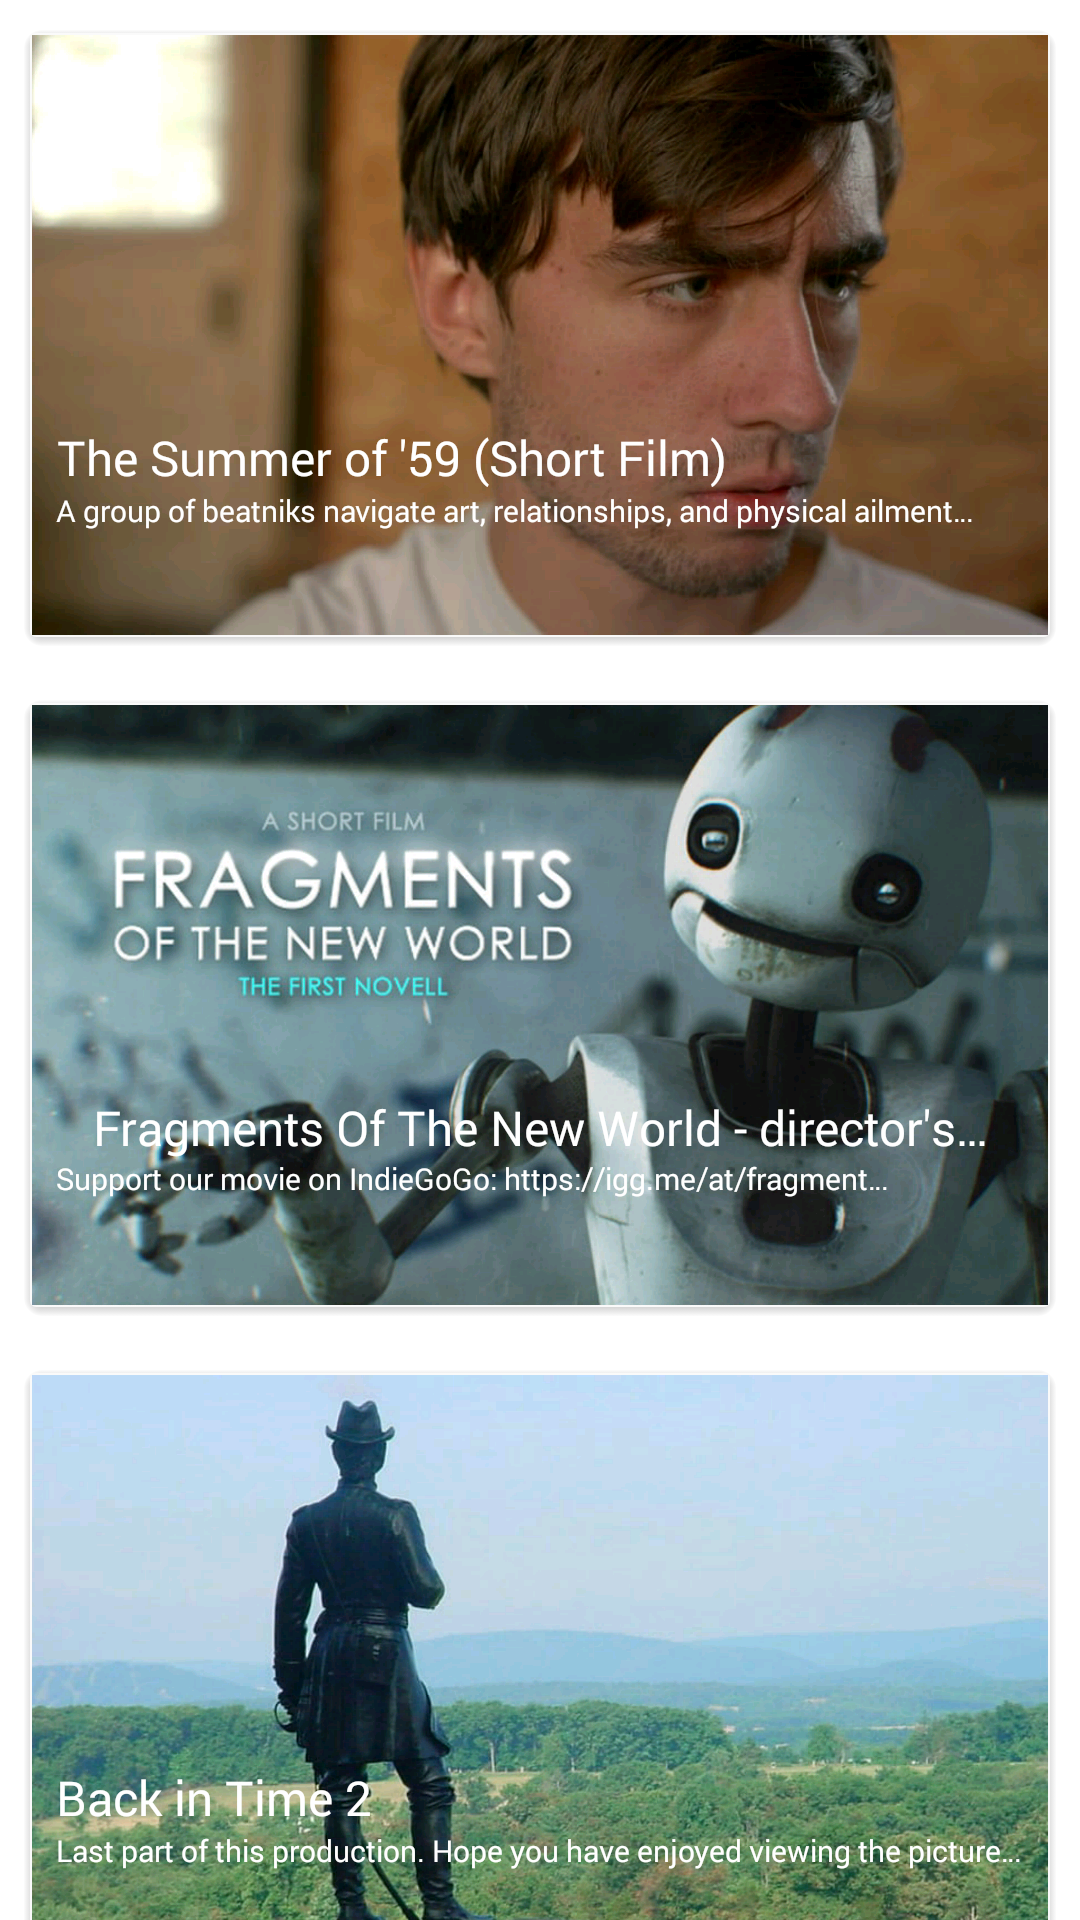 The Summer of '59 (Short Film)
A group of beatniks navigate art, relationships, and physical ailment...
A SHORT FILM
FRAGMENTS
OF THE NEW WORLD
THE FIRST NOVELL
Fragments Of The New World - director's...
Support our movie on IndieGoGo: https://igg.me/at/fragment...
Back in Time 2
Last part of this production. Hope you have enjoyed viewing the picture...